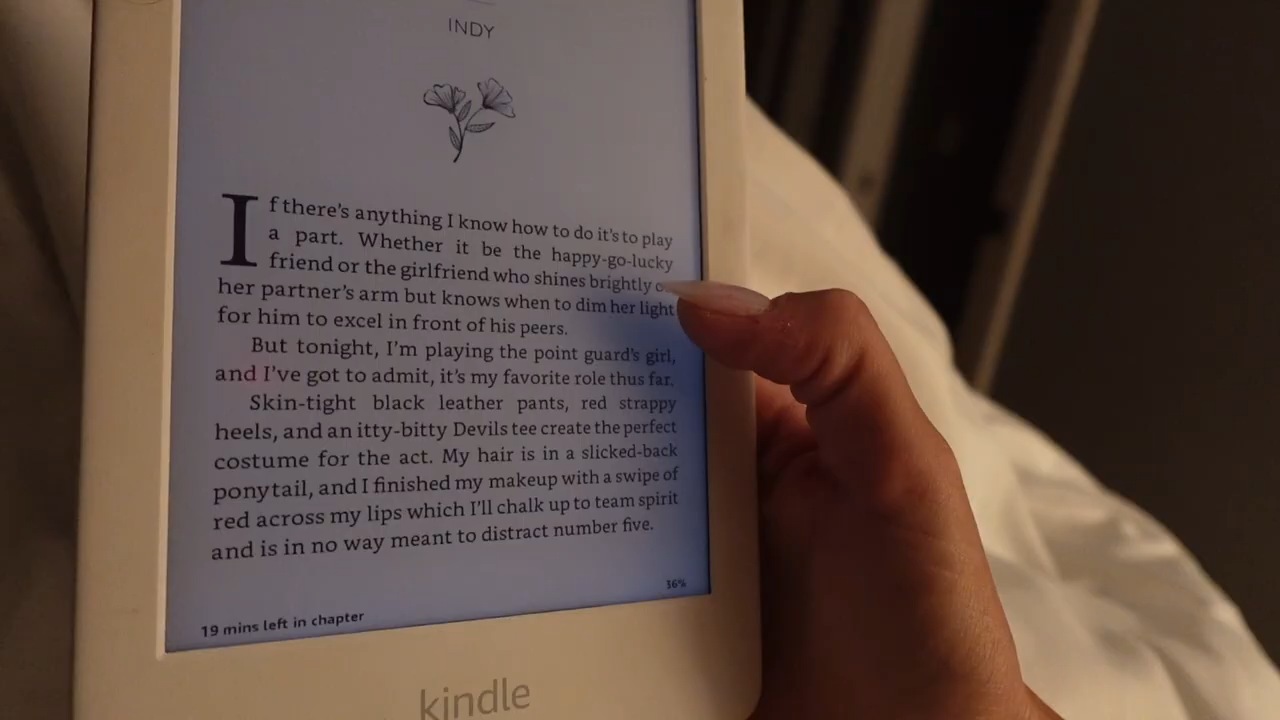 INDY
If there's anything I know how to do it's to play
a part. Whether it be the happy-go-lucky
friend or the girlfriend who shines brightly
her partner's arm but knows when to dim her light
for him to excel in front of his peers.
But tonight, I'm playing the point guard's girl,
and I've got to admit, it's my favorite role thus far.
Skin-tight black leather pants, red strappy
heels, and an itty-bitty Devils tee create the perfect
costume for the act. My hair is in a slicked-back
ponytail, and I finished my makeup with a swipe of
red across my lips which I'll chalk up to team spirit
and is in no way meant to distract number five.
36%
19 mins left in chapter
kindle